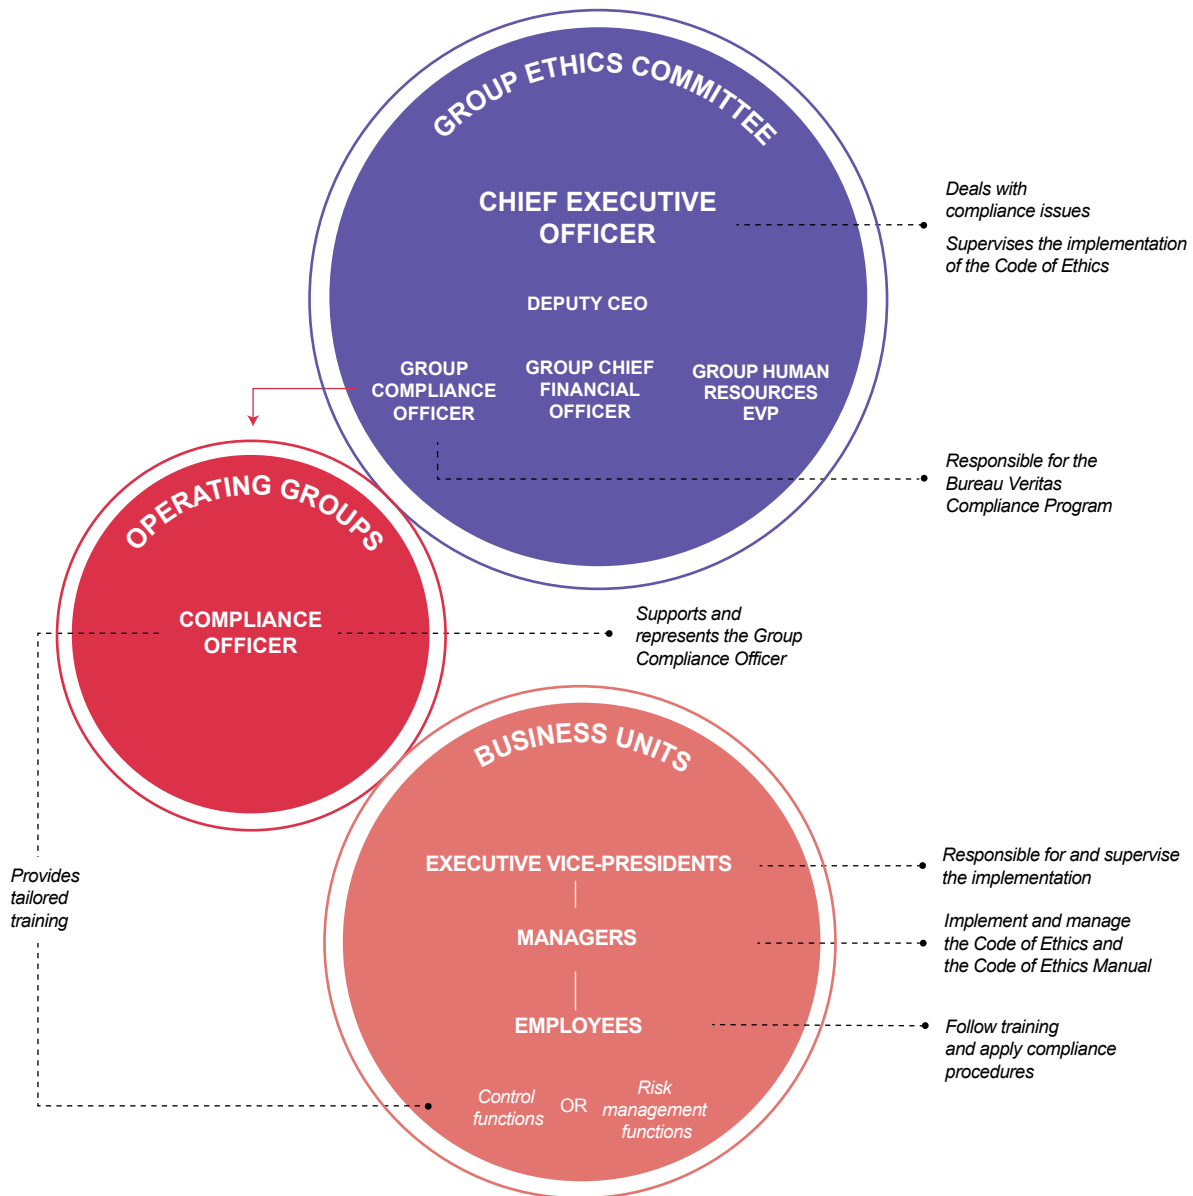 GROUP ETHICS COMMITTEE
CHIEF EXECUTIVE
OFFICER
Deals with
compliance issues
Supervises the implementation
of the Code of Ethics
DEPUTY CEO
GROUP
COMPLIANCE
OFFICER
GROUP CHIEF
FINANCIAL
OFFICER
GROUP HUMAN
RESOURCES
EVP
Responsible for the
Bureau Veritas
Compliance Program
OPERATING GROUPS
COMPLIANCE
OFFICER
Supports and
represents the Group
Compliance Officer
Provides
tailored
training
BUSINESS UNITS
EXECUTIVE VICE-PRESIDENTS
Responsible for and supervise
the implementation
MANAGERS
Implement and manage
the Code of Ethics and
the Code of Ethics Manual
EMPLOYEES
Follow training
and apply compliance
procedures
Control
functions
OR
Risk
management
functions